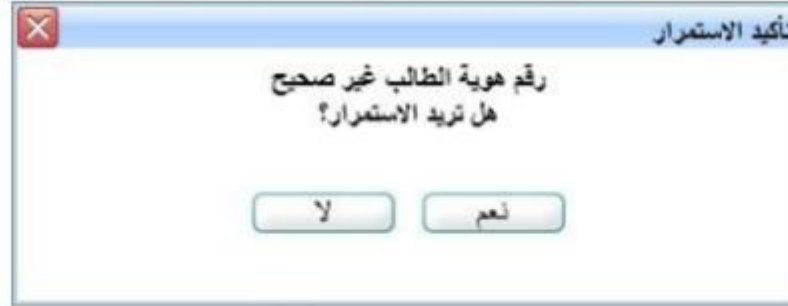 تأكيد الاستمرار
رقم هوية الطالب غير صحيح
هل تريد الاستمرار؟
نعم
لا